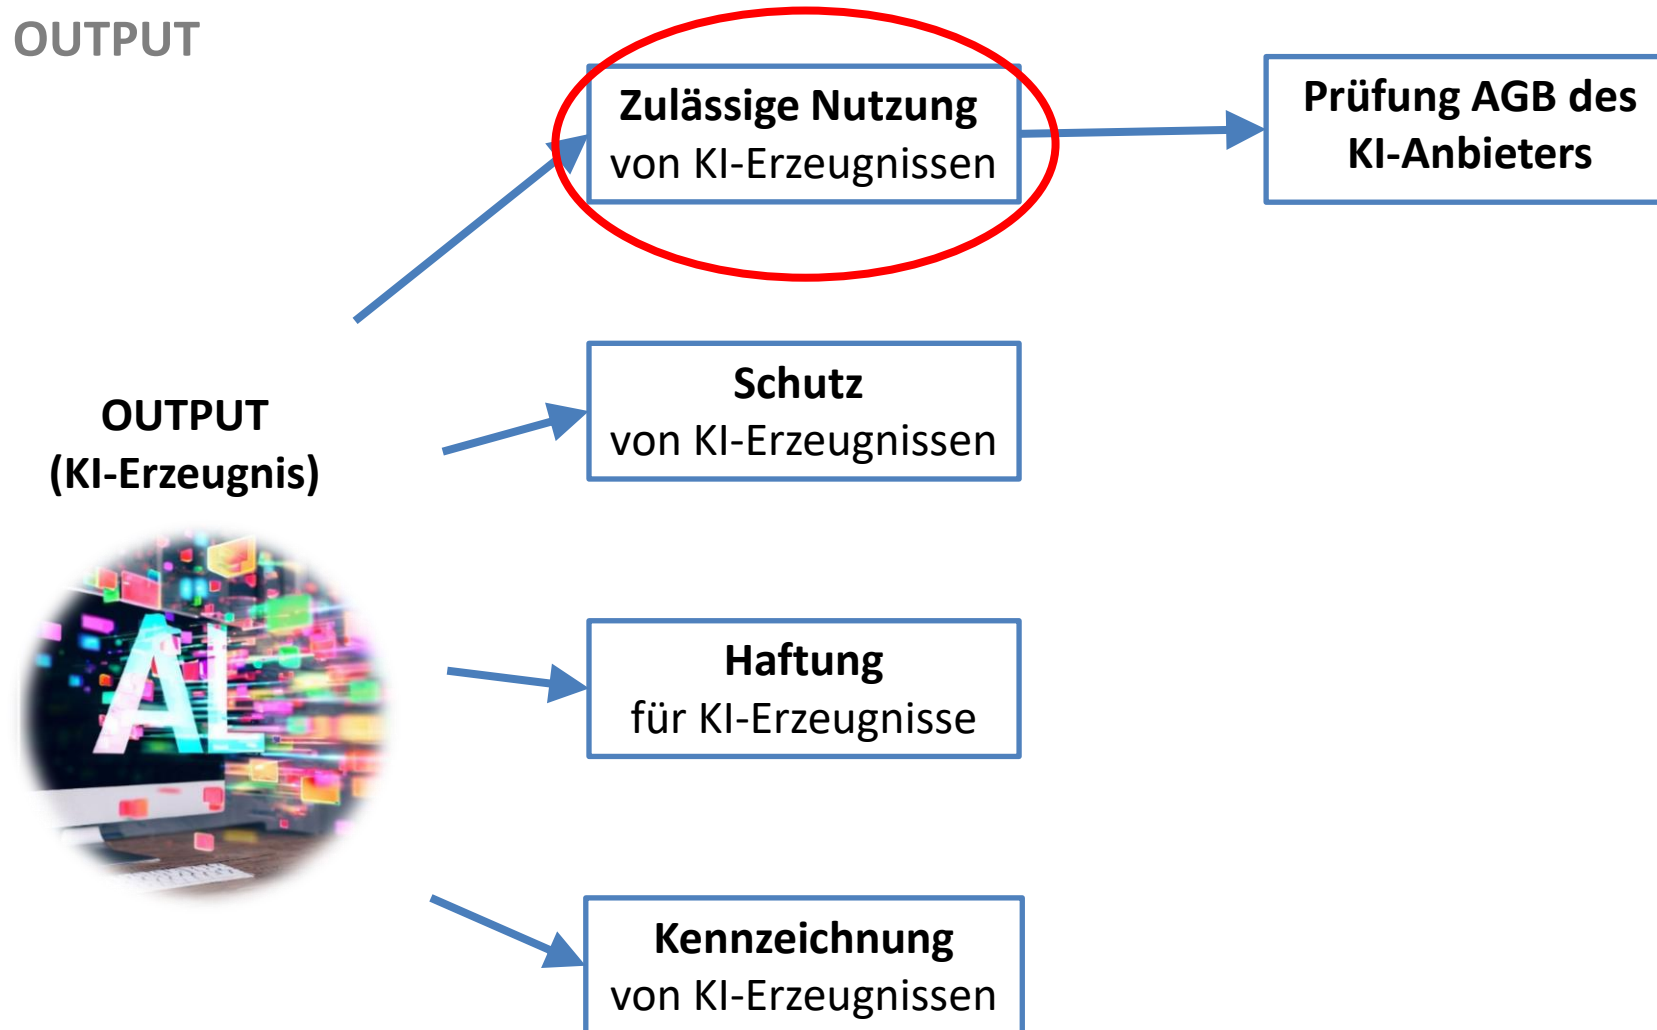 OUTPUT
Zulässige Nutzung
von KI-Erzeugnissen
Prüfung AGB des
KI-Anbieters
Schutz
von KI-Erzeugnissen
OUTPUT
(KI-Erzeugnis)
AL
Haftung
für KI-Erzeugnisse
Kennzeichnung
von KI-Erzeugnissen